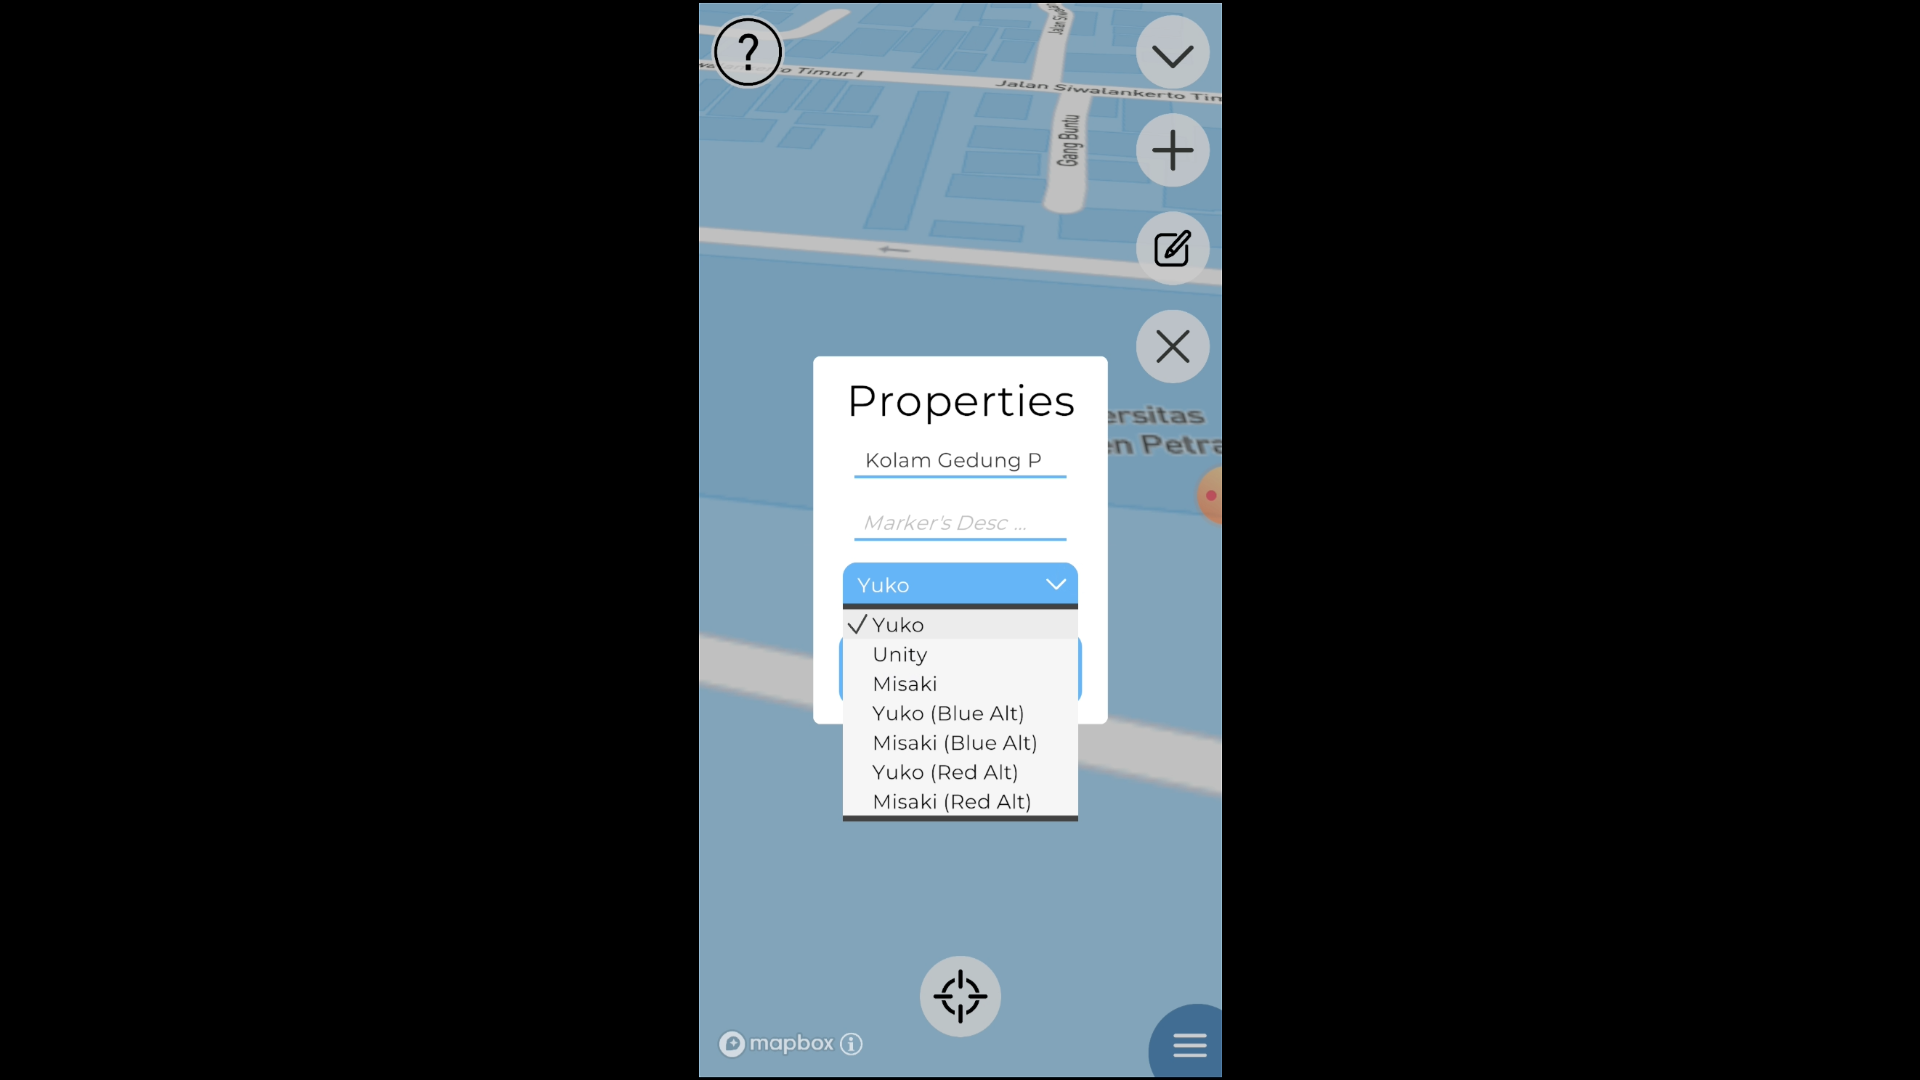 ?
Jalan Siwalankerto Tim
o Timur I
Gang Buntu
ersitas
en Petra
Properties
Kolam Gedung P
Marker's Desc ...
Yuko
Yuko
Unity
Misaki
Yuko (Blue Alt)
Misaki (Blue Alt)
Yuko (Red Alt)
Misaki (Red Alt)
mapbox